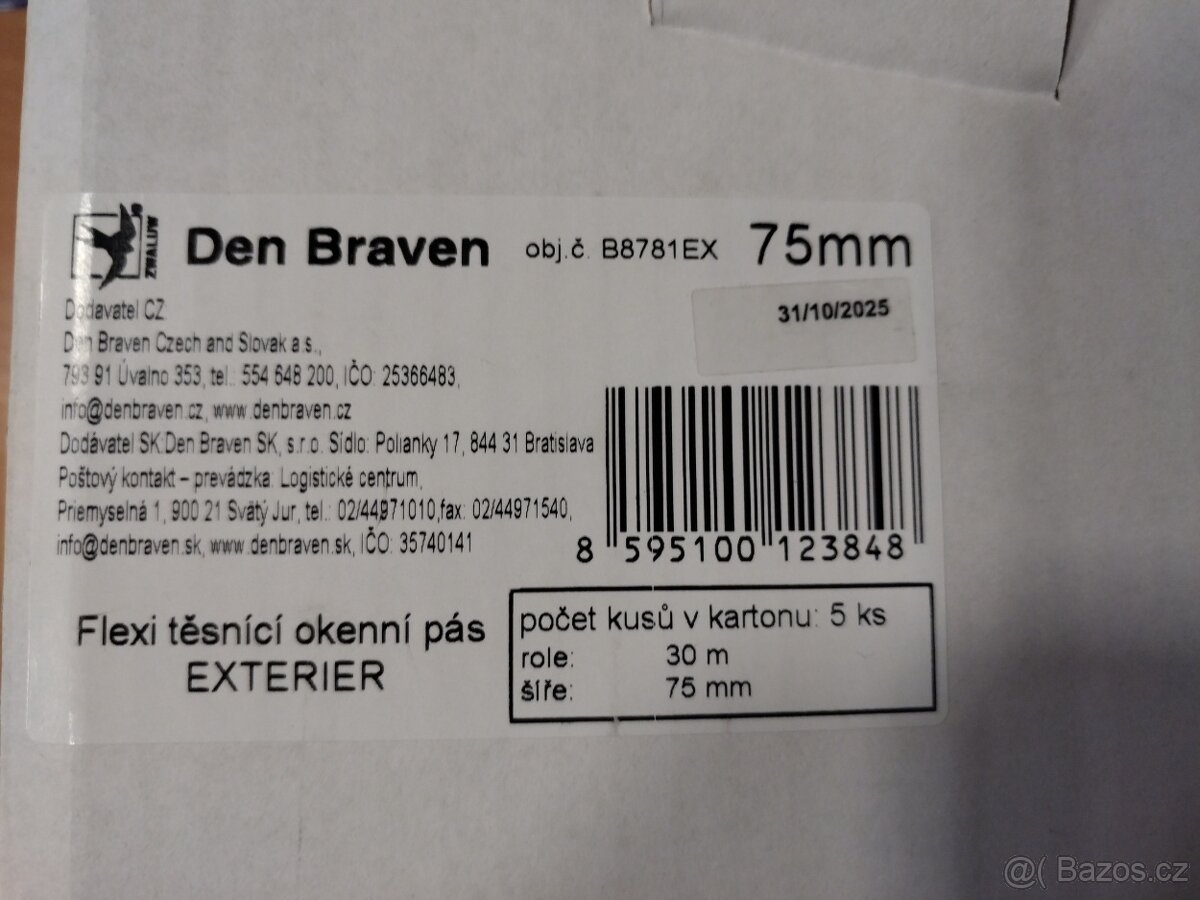 ZWALUW
Den Braven obj.č. B8781EX 75mm
31/10/2025
Dodavatel CZ
Den Braven Czech and Slovak a.s.,
793 91 Úvalno 353, tel.: 554 648 200, IČO: 25366483,
info@denbraven.cz, www.denbraven.cz
Dodávatel SK:Den Braven SK, s.r.o. Sídlo: Polianky 17, 844 31 Bratislava
Poštový kontakt – prevádzka: Logistické centrum,
Priemyselná 1, 900 21 Svätý Jur, tel.: 02/44971010,fax: 02/44971540,
info@denbraven.sk, www.denbraven.sk, IČO: 35740141
8 595100 123848
Flexi těsnící okenní pás
EXTERIER
počet kusů v kartonu: 5 ks
role: 30 m
šíře: 75 mm
@( Bazos.cz